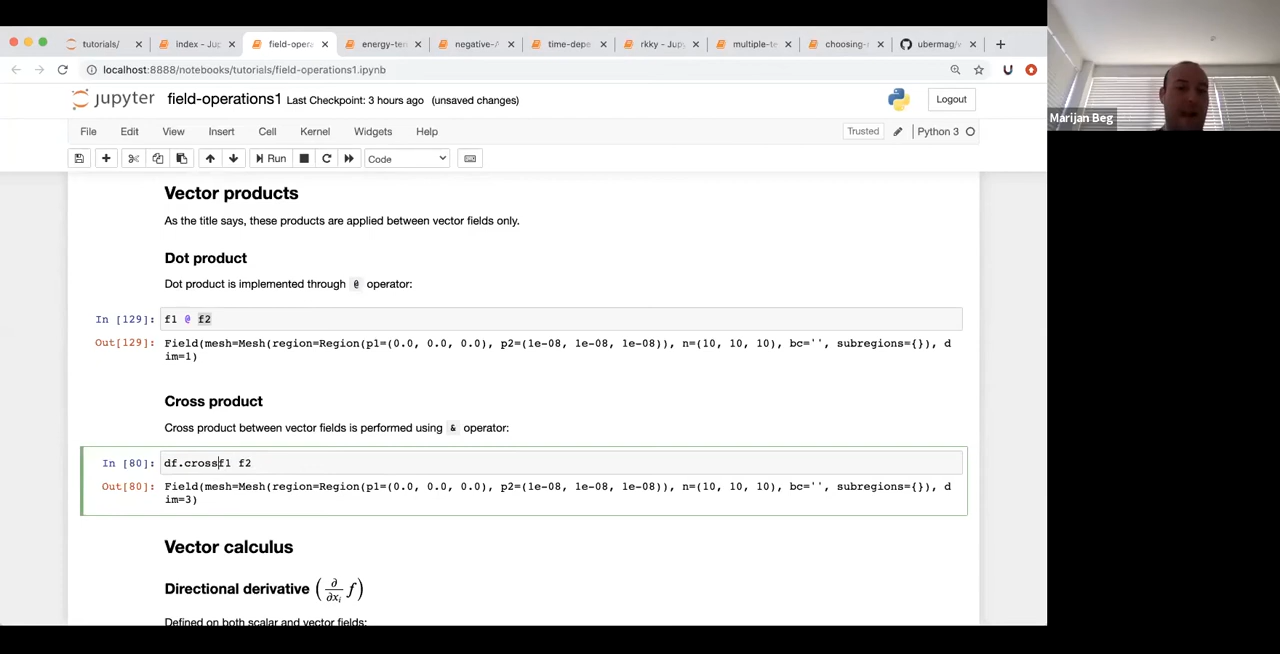 tutorials/
index - Jup
field-opera
energy-ter
negative-/
time-depe
rkky - Jupy
multiple-te
choosing-r
ubermag/v
localhost:8888/notebooks/tutorials/field-operations1.ipynb
jupyter field-operations1 Last Checkpoint: 3 hours ago (unsaved changes)
Logout
File Edit View Insert Cell Kernel Widgets Help
Trusted Python 3
Run Code
Marijan Beg
Vector products
As the title says, these products are applied between vector fields only.
Dot product
Dot product is implemented through @ operator:
In [129]: f1 @ f2
Out[129]: Field(mesh=Mesh(region=Region(p1=(0.0, 0.0, 0.0), p2=(1e-08, 1e-08, 1e-08)), n=(10, 10, 10), bc='', subregions={}), d
im=1)
Cross product
Cross product between vector fields is performed using & operator:
In [80]: df.crossf1 f2
Out[80]: Field(mesh=Mesh(region=Region(p1=(0.0, 0.0, 0.0), p2=(1e-08, 1e-08, 1e-08)), n=(10, 10, 10), bc='', subregions={}), d
im=3)
Vector calculus
Directional derivative (∂/∂xᵢ f)
Defined on both scalar and vector fields: